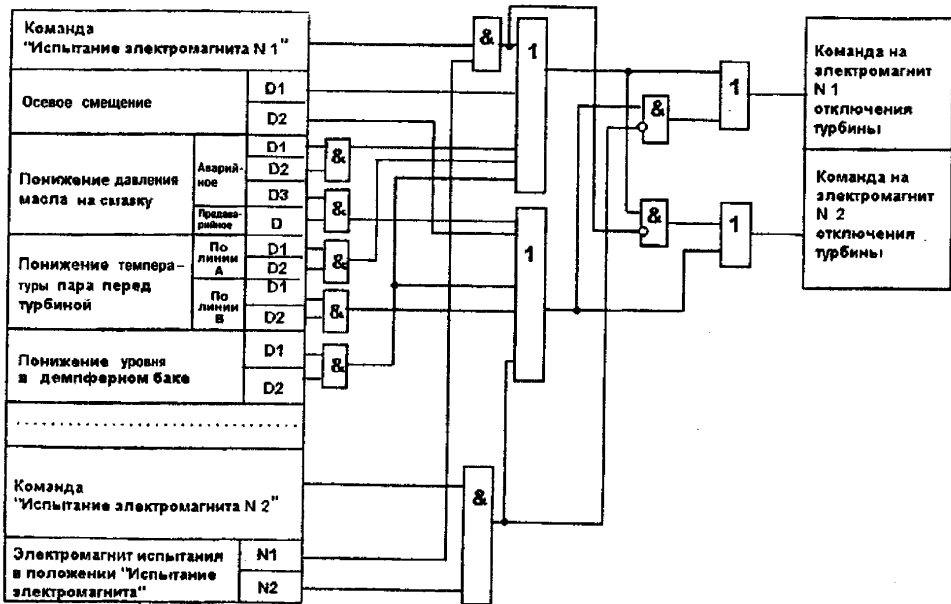 Команда
"Испытание электромагнита N 1"
Осевое смещение
D1
D2
Понижение давления
масла на смазку
Аварий-
ное
D1
D2
D3
Предава-
рийное
D
Понижение темпера-
туры пара перед
турбиной
По
линии
А
D1
D2
По
линии
В
D1
D2
Понижение уровня
в демпферном баке
D1
D2
Команда
"Испытание электромагнита N 2"
Электромагнит испытания
в положении "Испытание
электромагнита"
N1
N2
&
&
&
&
&
&
&
1
1
&
&
1
1
Команда на
электромагнит
N 1
отключения
турбины
Команда на
электромагнит
N 2
отключения
турбины